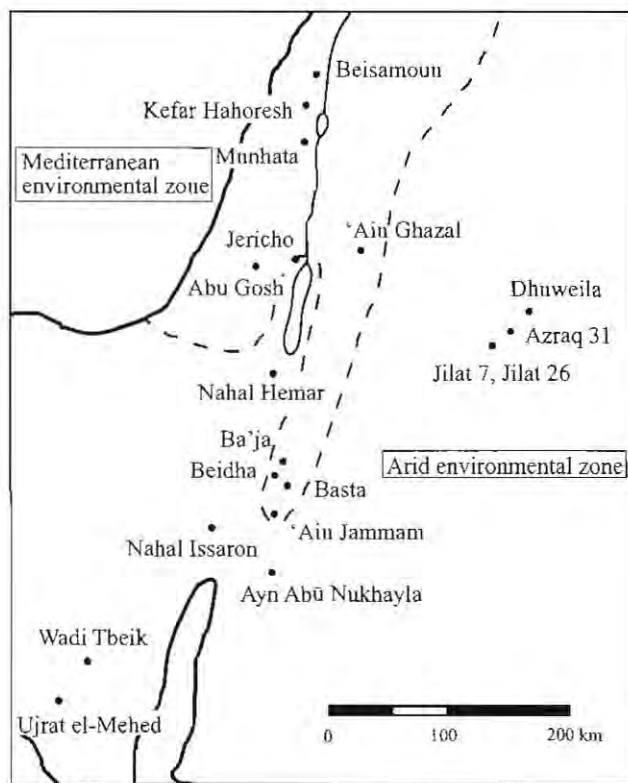 Beisamoun
Kefar Hahoresh
Munhata
Mediterranean
environmental zone
'Ain Ghazal
Jericho
Abu Gosh
Dhuweila
Azraq 31
Jilat 7, Jilat 26
Nahal Hemar
Ba'ja
Beidha
Arid environmental zone
Basta
'Ain Jammam
Nahal Issaron
Ayn Abū Nukhayla
Wadi Tbeik
Ujrat el-Mehed
0
100
200 km